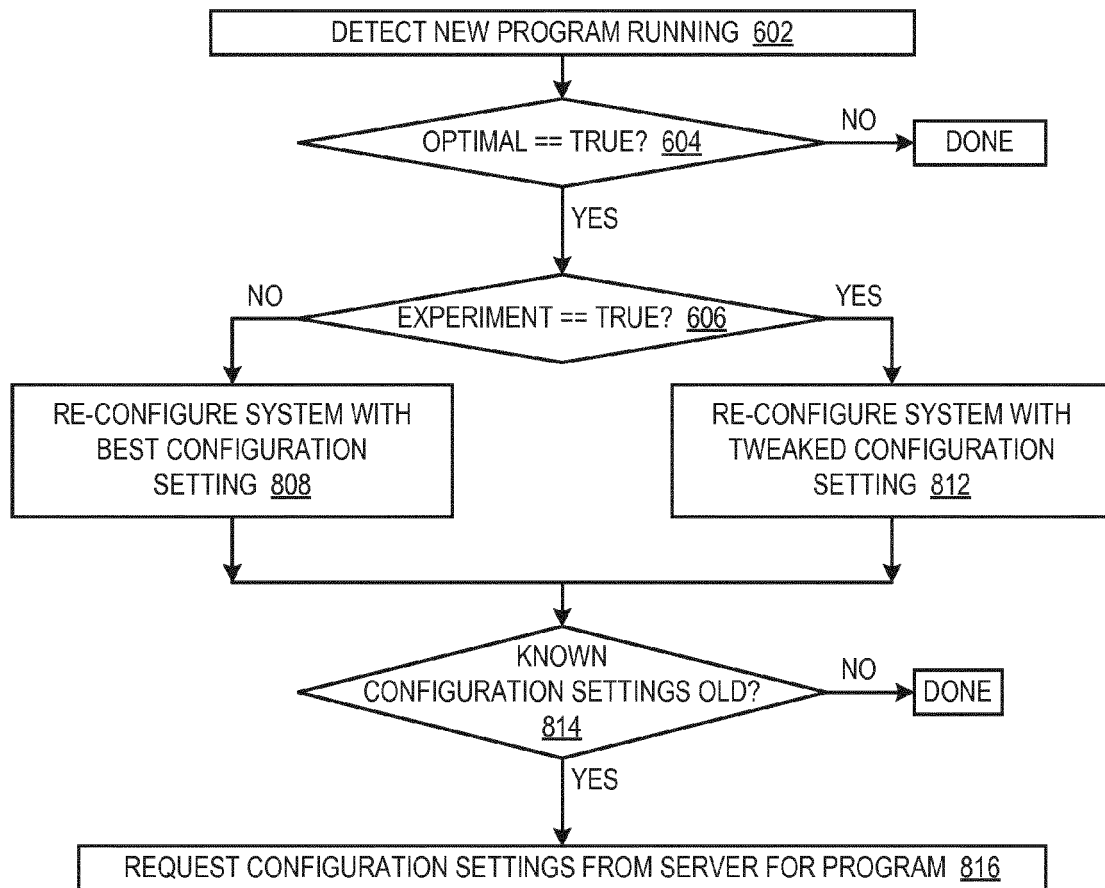 DETECT NEW PROGRAM RUNNING 602
OPTIMAL == TRUE? 604
NO
DONE
YES
EXPERIMENT == TRUE? 606
NO
YES
RE-CONFIGURE SYSTEM WITH
BEST CONFIGURATION
SETTING 808
RE-CONFIGURE SYSTEM WITH
TWEAKED CONFIGURATION
SETTING 812
KNOWN
CONFIGURATION SETTINGS OLD?
814
NO
DONE
YES
REQUEST CONFIGURATION SETTINGS FROM SERVER FOR PROGRAM 816